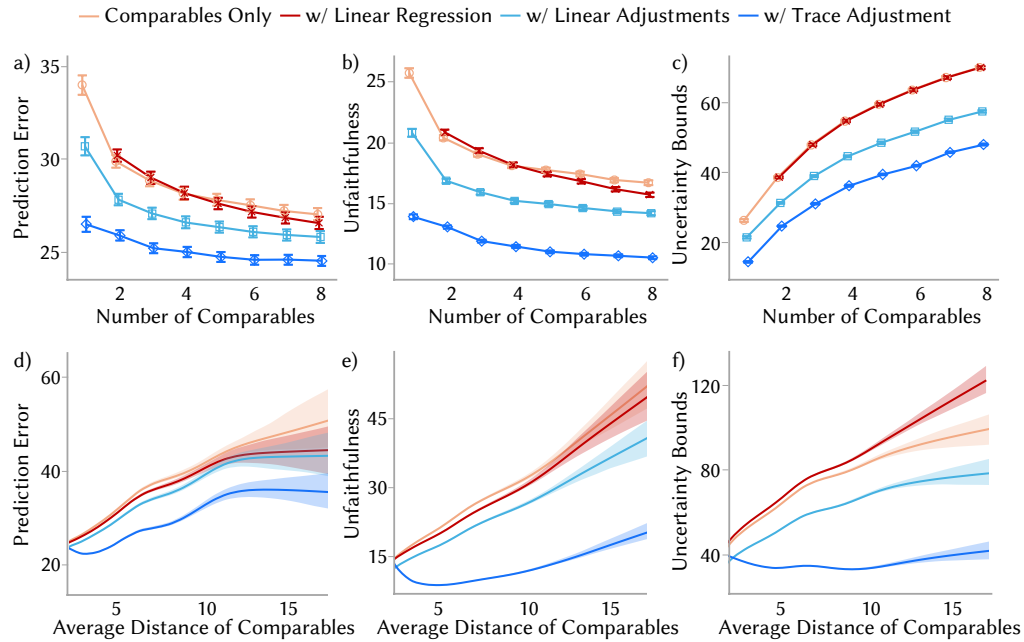 Comparables Only w/ Linear Regression w/ Linear Adjustments w/ Trace Adjustment
a) b) c)
Prediction Error
35
30
25
2 4 6 8
Number of Comparables
Unfaithfulness
25
20
15
10
2 4 6 8
Number of Comparables
Uncertainty Bounds
60
40
20
2 4 6 8
Number of Comparables
d) e) f)
Prediction Error
60
40
20
5 10 15
Average Distance of Comparables
Unfaithfulness
45
30
15
5 10 15
Average Distance of Comparables
Uncertainty Bounds
120
80
40
5 10 15
Average Distance of Comparables